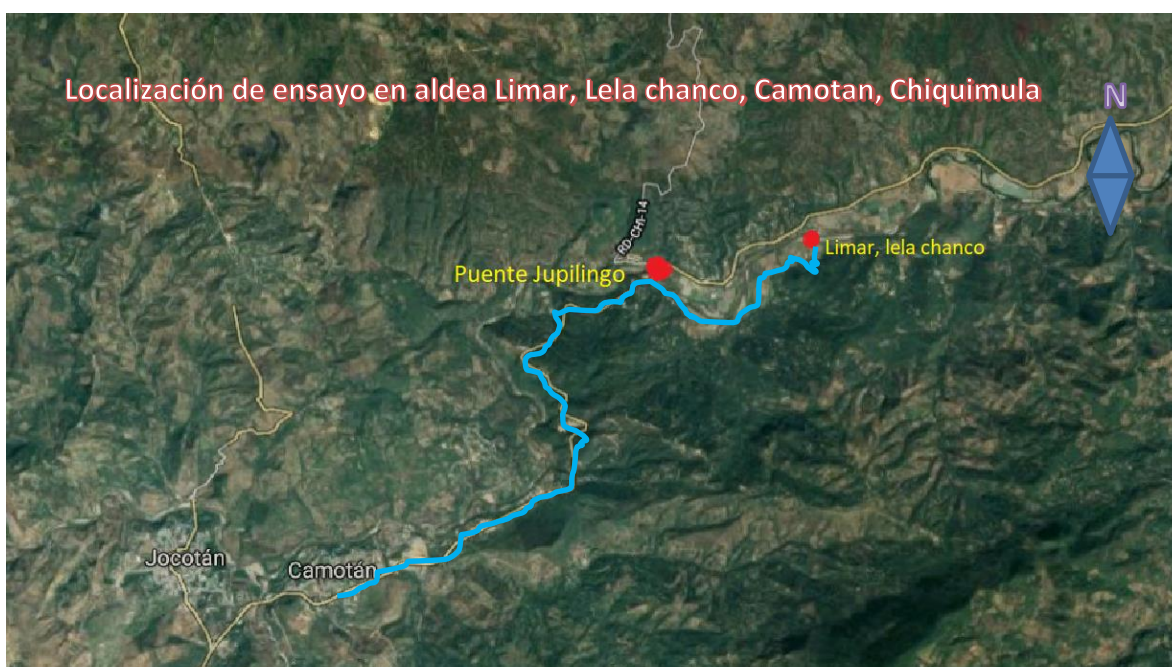 Localización de ensayo en aldea Limar, Lela chanco, Camotan, Chiquimula
N
RD-CHI-14
Limar, lela chanco
Puente Jupilingo
Jocotán
Camotán